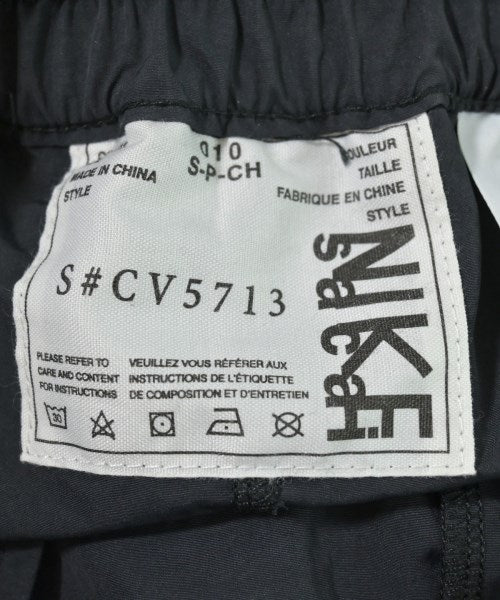 010
S-P-CH
MADE IN CHINA
STYLE
COULEUR
TAILLE
FABRIQUE EN CHINE
STYLE
S#CV5713
NIKE
sacai
PLEASE REFER TO
CARE AND CONTENT
FOR INSTRUCTIONS
VEUILLEZ VOUS RÉFÉRER AUX
INSTRUCTIONS DE L'ÉTIQUETTE
DE COMPOSITION ET D'ENTRETIEN
30